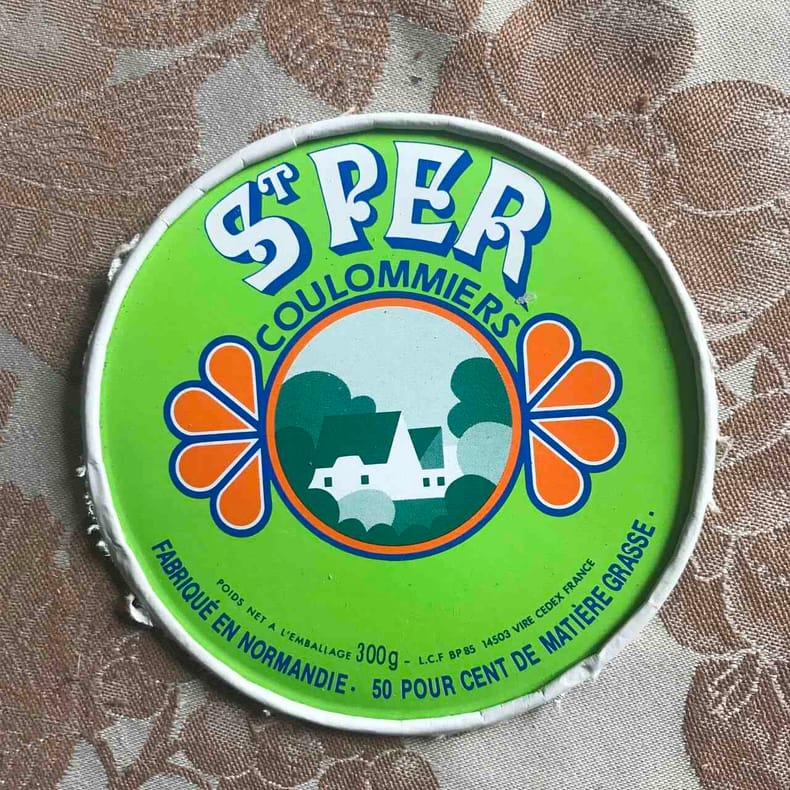 ST PER
COULOMMIERS
POIDS NET A L'EMBALLAGE 300g - L.C.F BP 85 14503 VIRE CEDEX FRANCE
FABRIQUÉ EN NORMANDIE · 50 POUR CENT DE MATIÈRE GRASSE ·